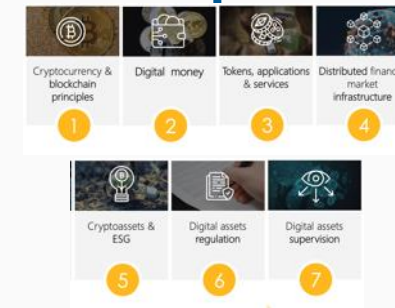 Cryptocurrency &
blockchain
principles
1
Digital money
2
Tokens, applications
& services
3
Distributed financ
market
infrastructure
4
Cryptoassets &
ESG
5
Digital assets
regulation
6
Digital assets
supervision
7